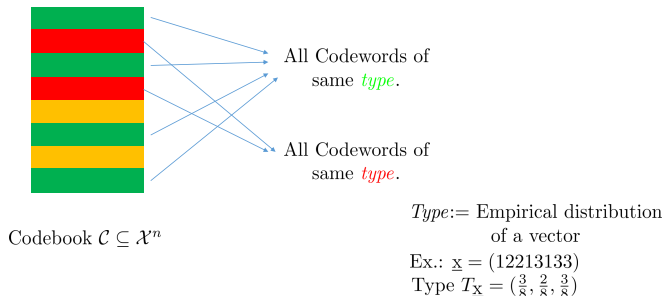 All Codewords of
same type.
All Codewords of
same type.
Codebook 𝒞 ⊆ 𝒳ⁿ
Type:= Empirical distribution
of a vector
Ex.: x̲ = (12213133)
Type T_x̲ = (3/8, 2/8, 3/8)